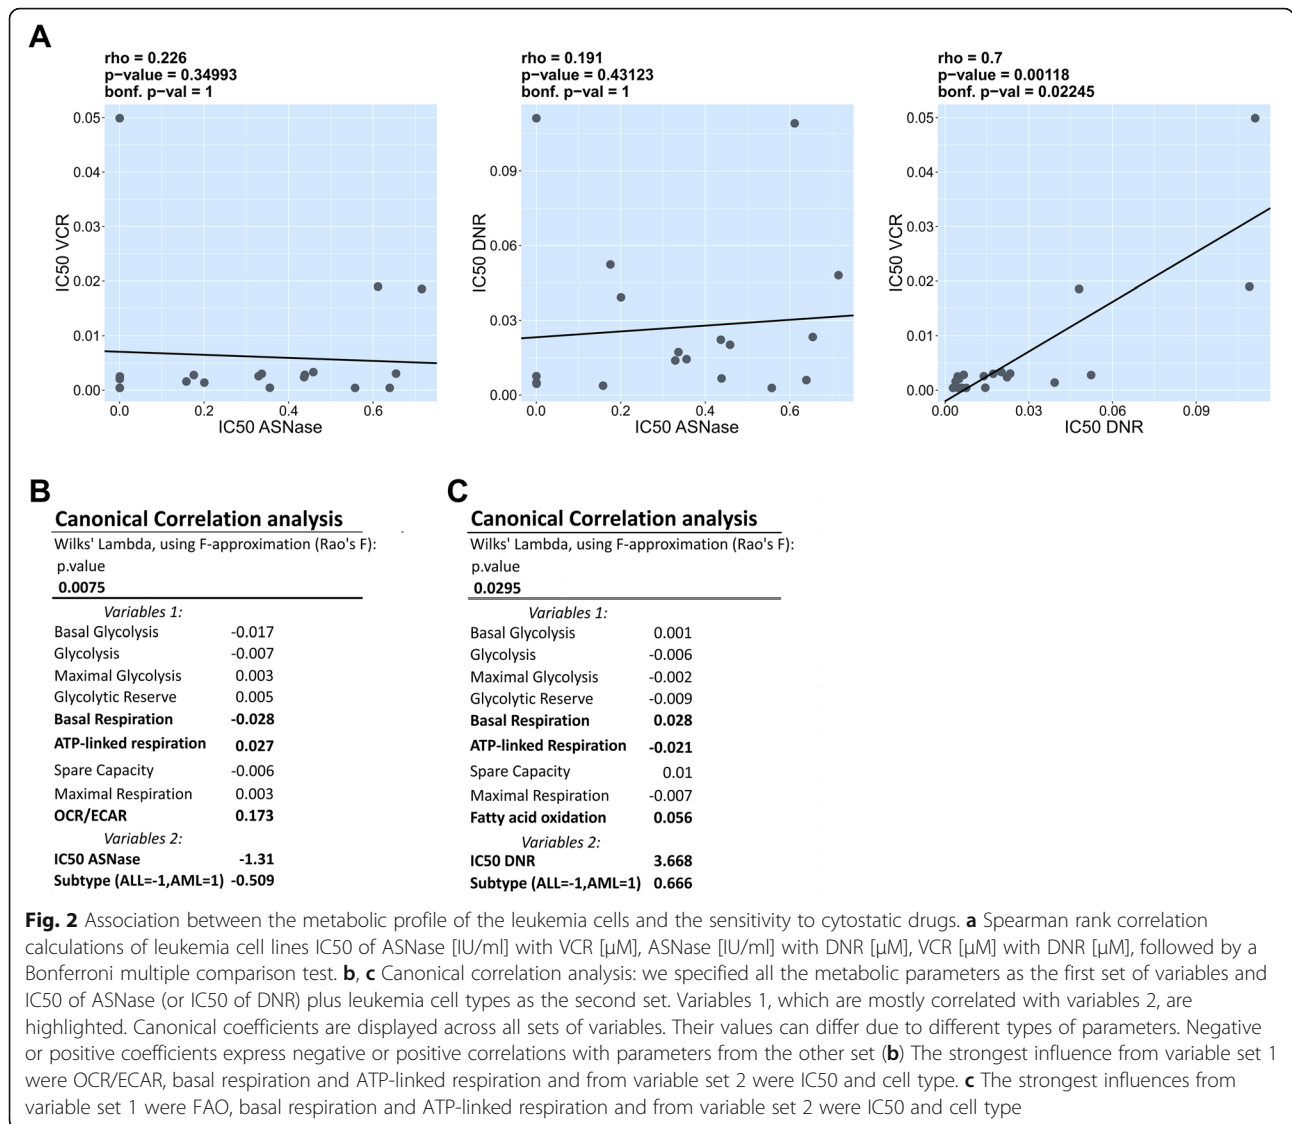 A
rho = 0.226
p−value = 0.34993
bonf. p−val = 1
IC50 VCR
0.05
0.04
0.03
0.02
0.01
0.00
0.0 0.2 0.4 0.6
IC50 ASNase
rho = 0.191
p−value = 0.43123
bonf. p−val = 1
IC50 DNR
0.09
0.06
0.03
0.00
0.0 0.2 0.4 0.6
IC50 ASNase
rho = 0.7
p−value = 0.00118
bonf. p−val = 0.02245
IC50 VCR
0.05
0.04
0.03
0.02
0.01
0.00
0.00 0.03 0.06 0.09
IC50 DNR
B
Canonical Correlation analysis
Wilks' Lambda, using F-approximation (Rao's F):
p.value
0.0075
Variables 1:
Basal Glycolysis -0.017
Glycolysis -0.007
Maximal Glycolysis 0.003
Glycolytic Reserve 0.005
Basal Respiration -0.028
ATP-linked respiration 0.027
Spare Capacity -0.006
Maximal Respiration 0.003
OCR/ECAR 0.173
Variables 2:
IC50 ASNase -1.31
Subtype (ALL=-1,AML=1) -0.509
C
Canonical Correlation analysis
Wilks' Lambda, using F-approximation (Rao's F):
p.value
0.0295
Variables 1:
Basal Glycolysis 0.001
Glycolysis -0.006
Maximal Glycolysis -0.002
Glycolytic Reserve -0.009
Basal Respiration 0.028
ATP-linked Respiration -0.021
Spare Capacity 0.01
Maximal Respiration -0.007
Fatty acid oxidation 0.056
Variables 2:
IC50 DNR 3.668
Subtype (ALL=-1,AML=1) 0.666
Fig. 2 Association between the metabolic profile of the leukemia cells and the sensitivity to cytostatic drugs. a Spearman rank correlation
calculations of leukemia cell lines IC50 of ASNase [IU/ml] with VCR [μM], ASNase [IU/ml] with DNR [μM], VCR [μM] with DNR [μM], followed by a
Bonferroni multiple comparison test. b, c Canonical correlation analysis: we specified all the metabolic parameters as the first set of variables and
IC50 of ASNase (or IC50 of DNR) plus leukemia cell types as the second set. Variables 1, which are mostly correlated with variables 2, are
highlighted. Canonical coefficients are displayed across all sets of variables. Their values can differ due to different types of parameters. Negative
or positive coefficients express negative or positive correlations with parameters from the other set (b) The strongest influence from variable set 1
were OCR/ECAR, basal respiration and ATP-linked respiration and from variable set 2 were IC50 and cell type. c The strongest influences from
variable set 1 were FAO, basal respiration and ATP-linked respiration and from variable set 2 were IC50 and cell type